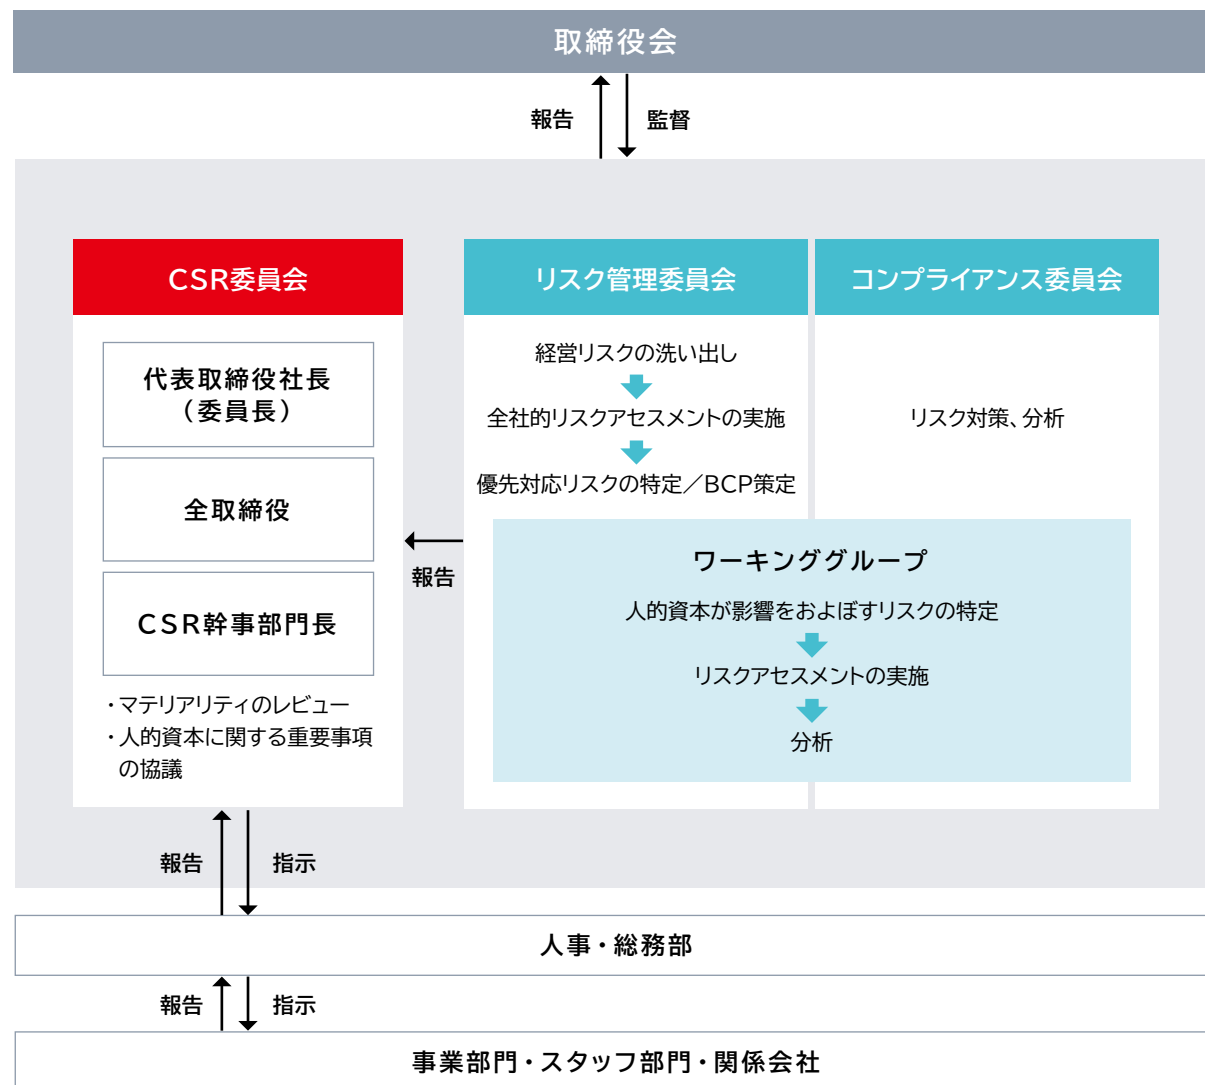 取締役会
報告
監督
CSR委員会
代表取締役社長
(委員長)
全取締役
CSR幹事部門長
・マテリアリティのレビュー
・人的資本に関する重要事項
の協議
報告
リスク管理委員会
経営リスクの洗い出し
全社的リスクアセスメントの実施
優先対応リスクの特定／BCP策定
コンプライアンス委員会
リスク対策、分析
ワーキンググループ
人的資本が影響をおよぼすリスクの特定
リスクアセスメントの実施
分析
報告
指示
人事・総務部
報告
指示
事業部門・スタッフ部門・関係会社